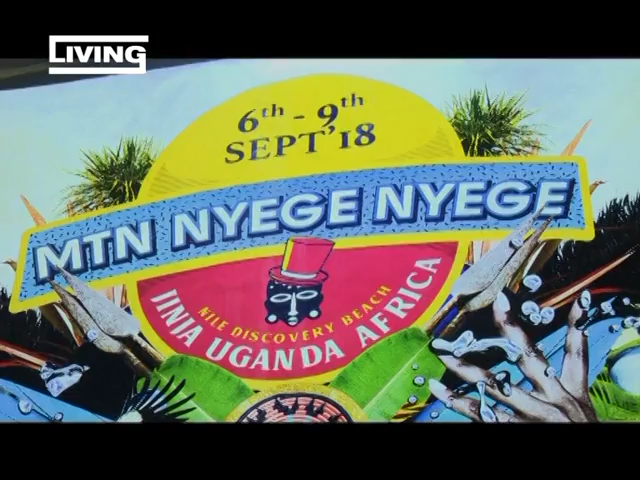 LIVING
6th - 9th
SEPT'18
MTN NYEGE NYEGE
NILE DISCOVERY BEACH
JINJA UGANDA AFRICA